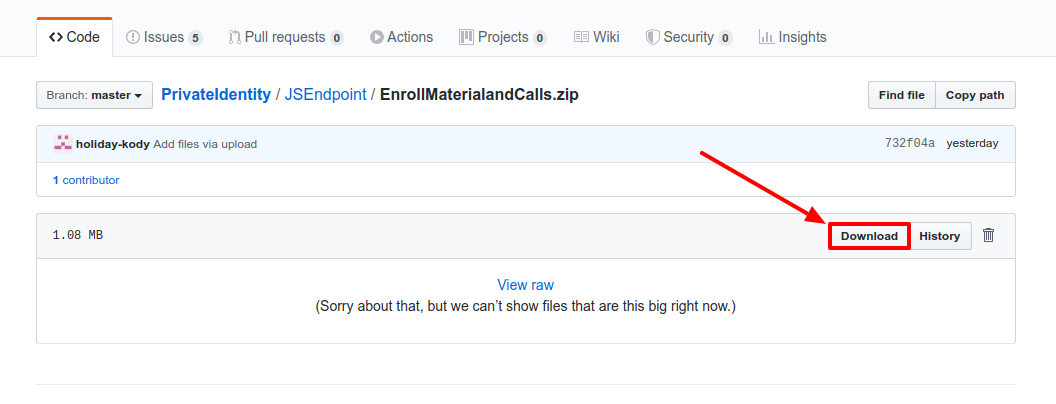 Code Issues 5 Pull requests 0 Actions Projects 0 Wiki Security 0 Insights
Branch: master PrivateIdentity / JSEndpoint / EnrollMaterialandCalls.zip Find file Copy path
holiday-kody Add files via upload 732f04a yesterday
1 contributor
1.08 MB Download History
View raw
(Sorry about that, but we can’t show files that are this big right now.)